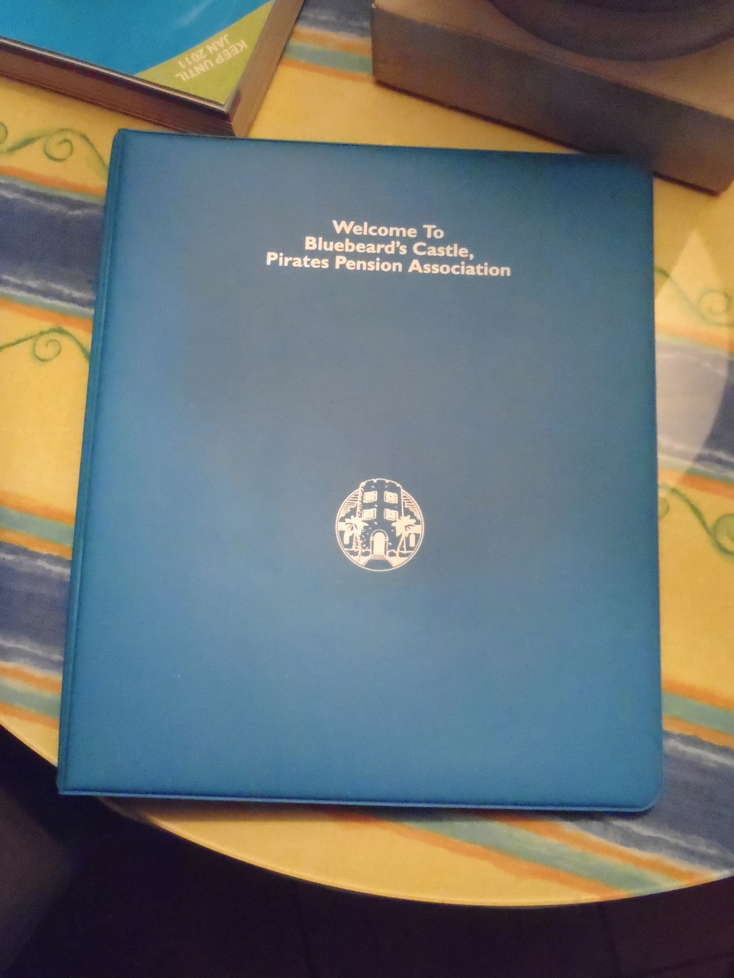 KEEP UNTIL
JAN 2011
Welcome To
Bluebeard's Castle,
Pirates Pension Association